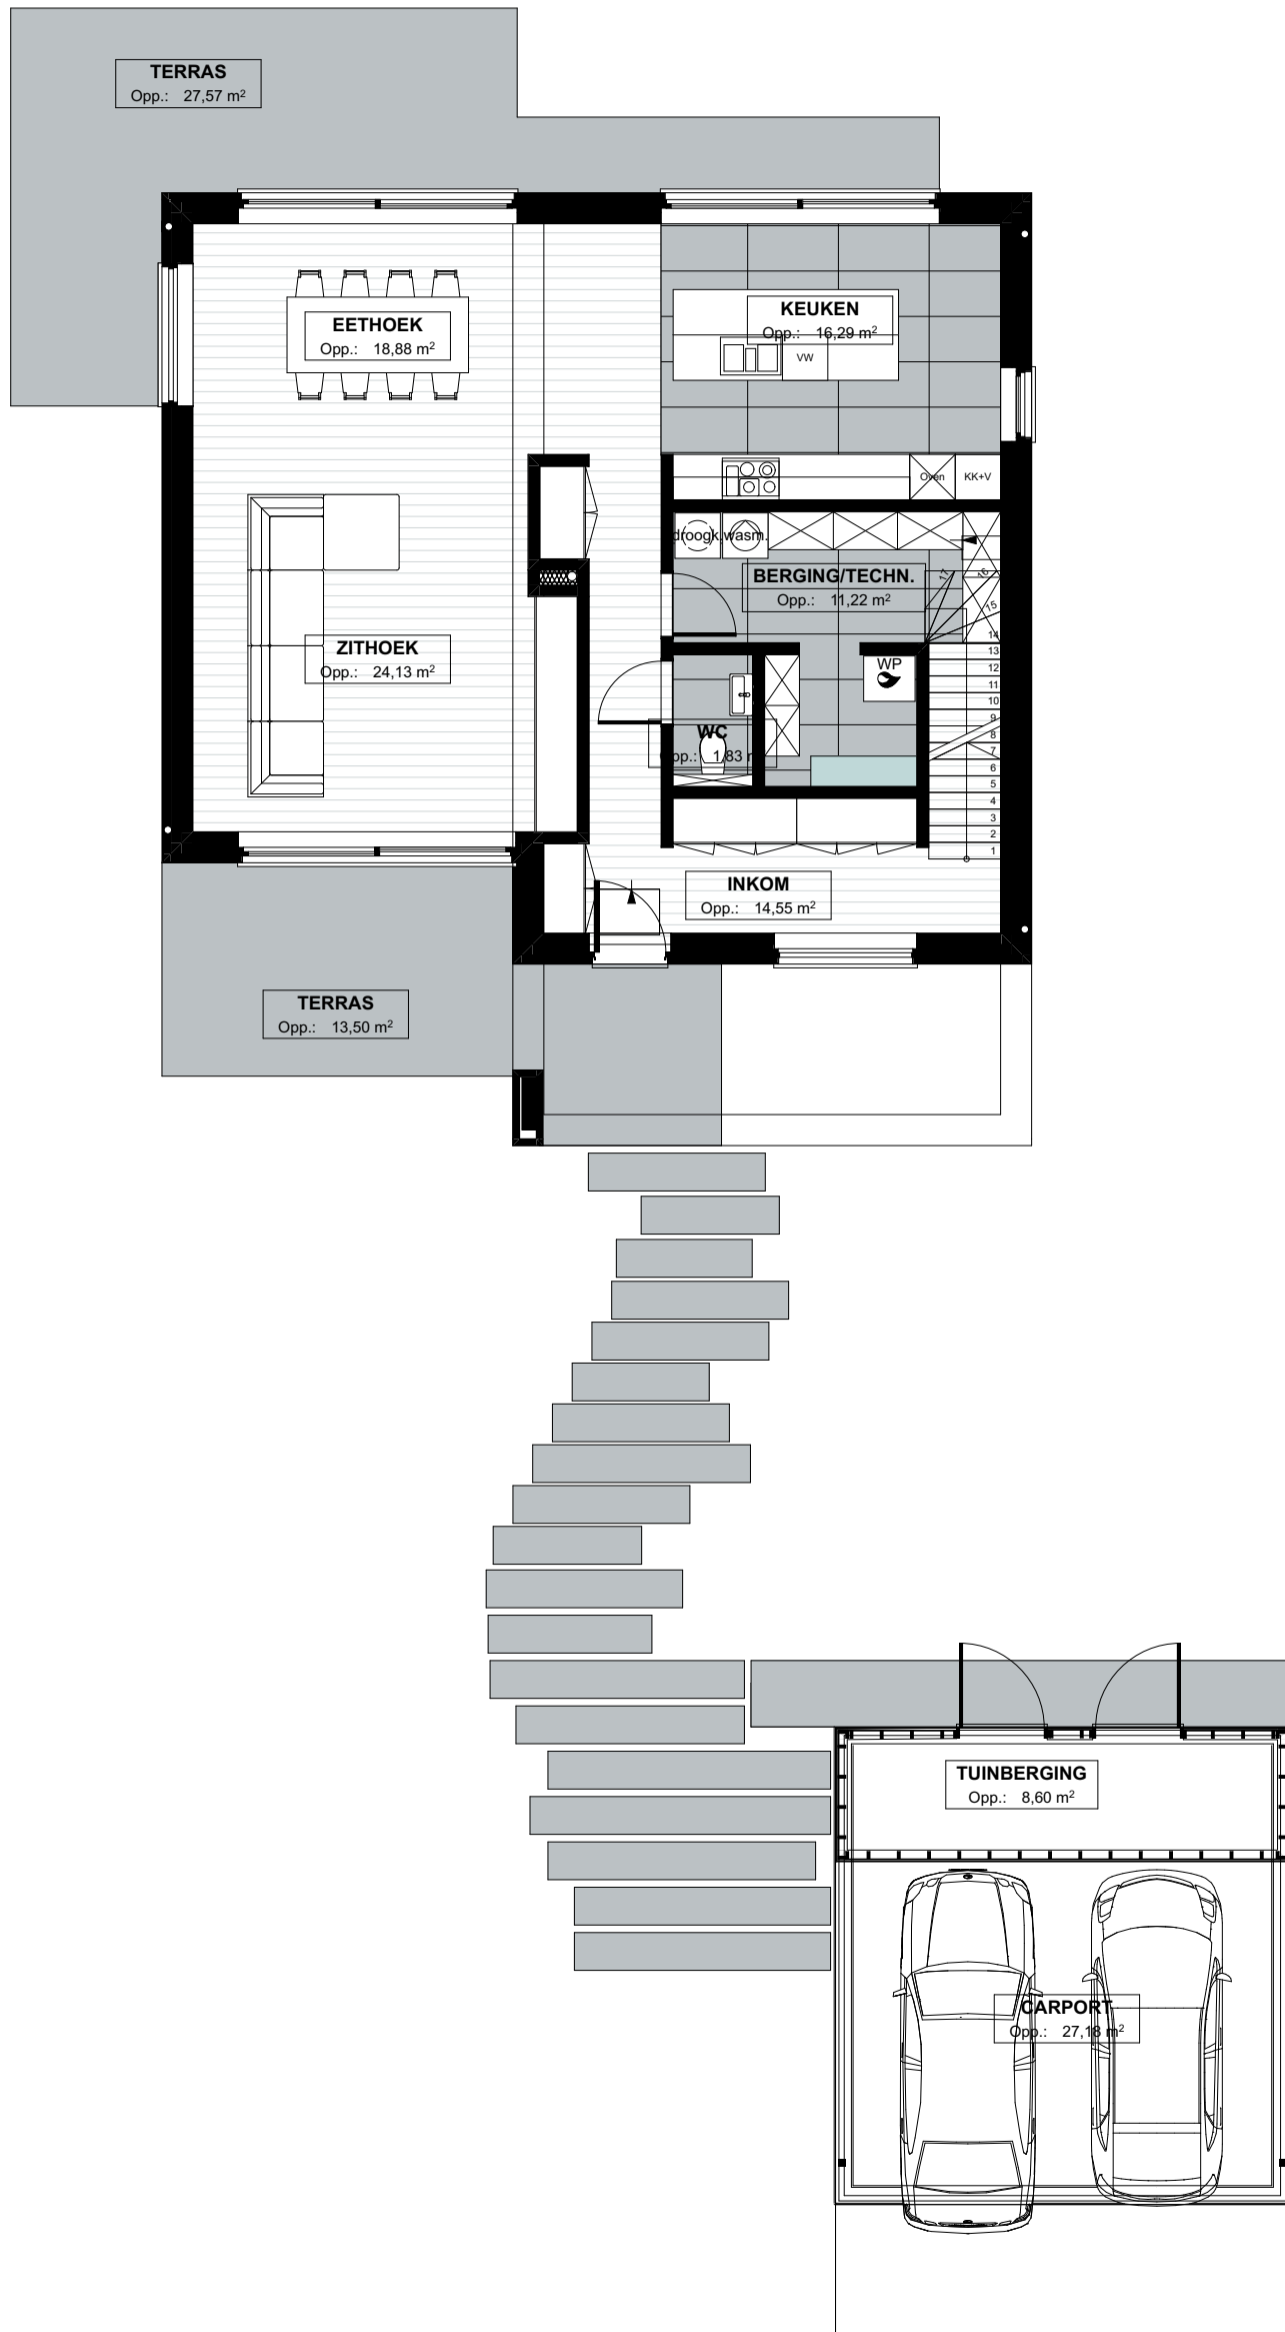 TERRAS
Opp.: 27,57 m²
EETHOEK
Opp.: 18,88 m²
KEUKEN
Opp.: 16,29 m²
VW
Oven
KK+V
droogk.
wasm.
BERGING/TECHN.
Opp.: 11,22 m²
17
16
15
14
13
12
11
10
9
8
7
6
5
4
3
2
1
WP
ZITHOEK
Opp.: 24,13 m²
WC
Opp.: 1,83 m²
INKOM
Opp.: 14,55 m²
TERRAS
Opp.: 13,50 m²
TUINBERGING
Opp.: 8,60 m²
CARPORT
Opp.: 27,18 m²